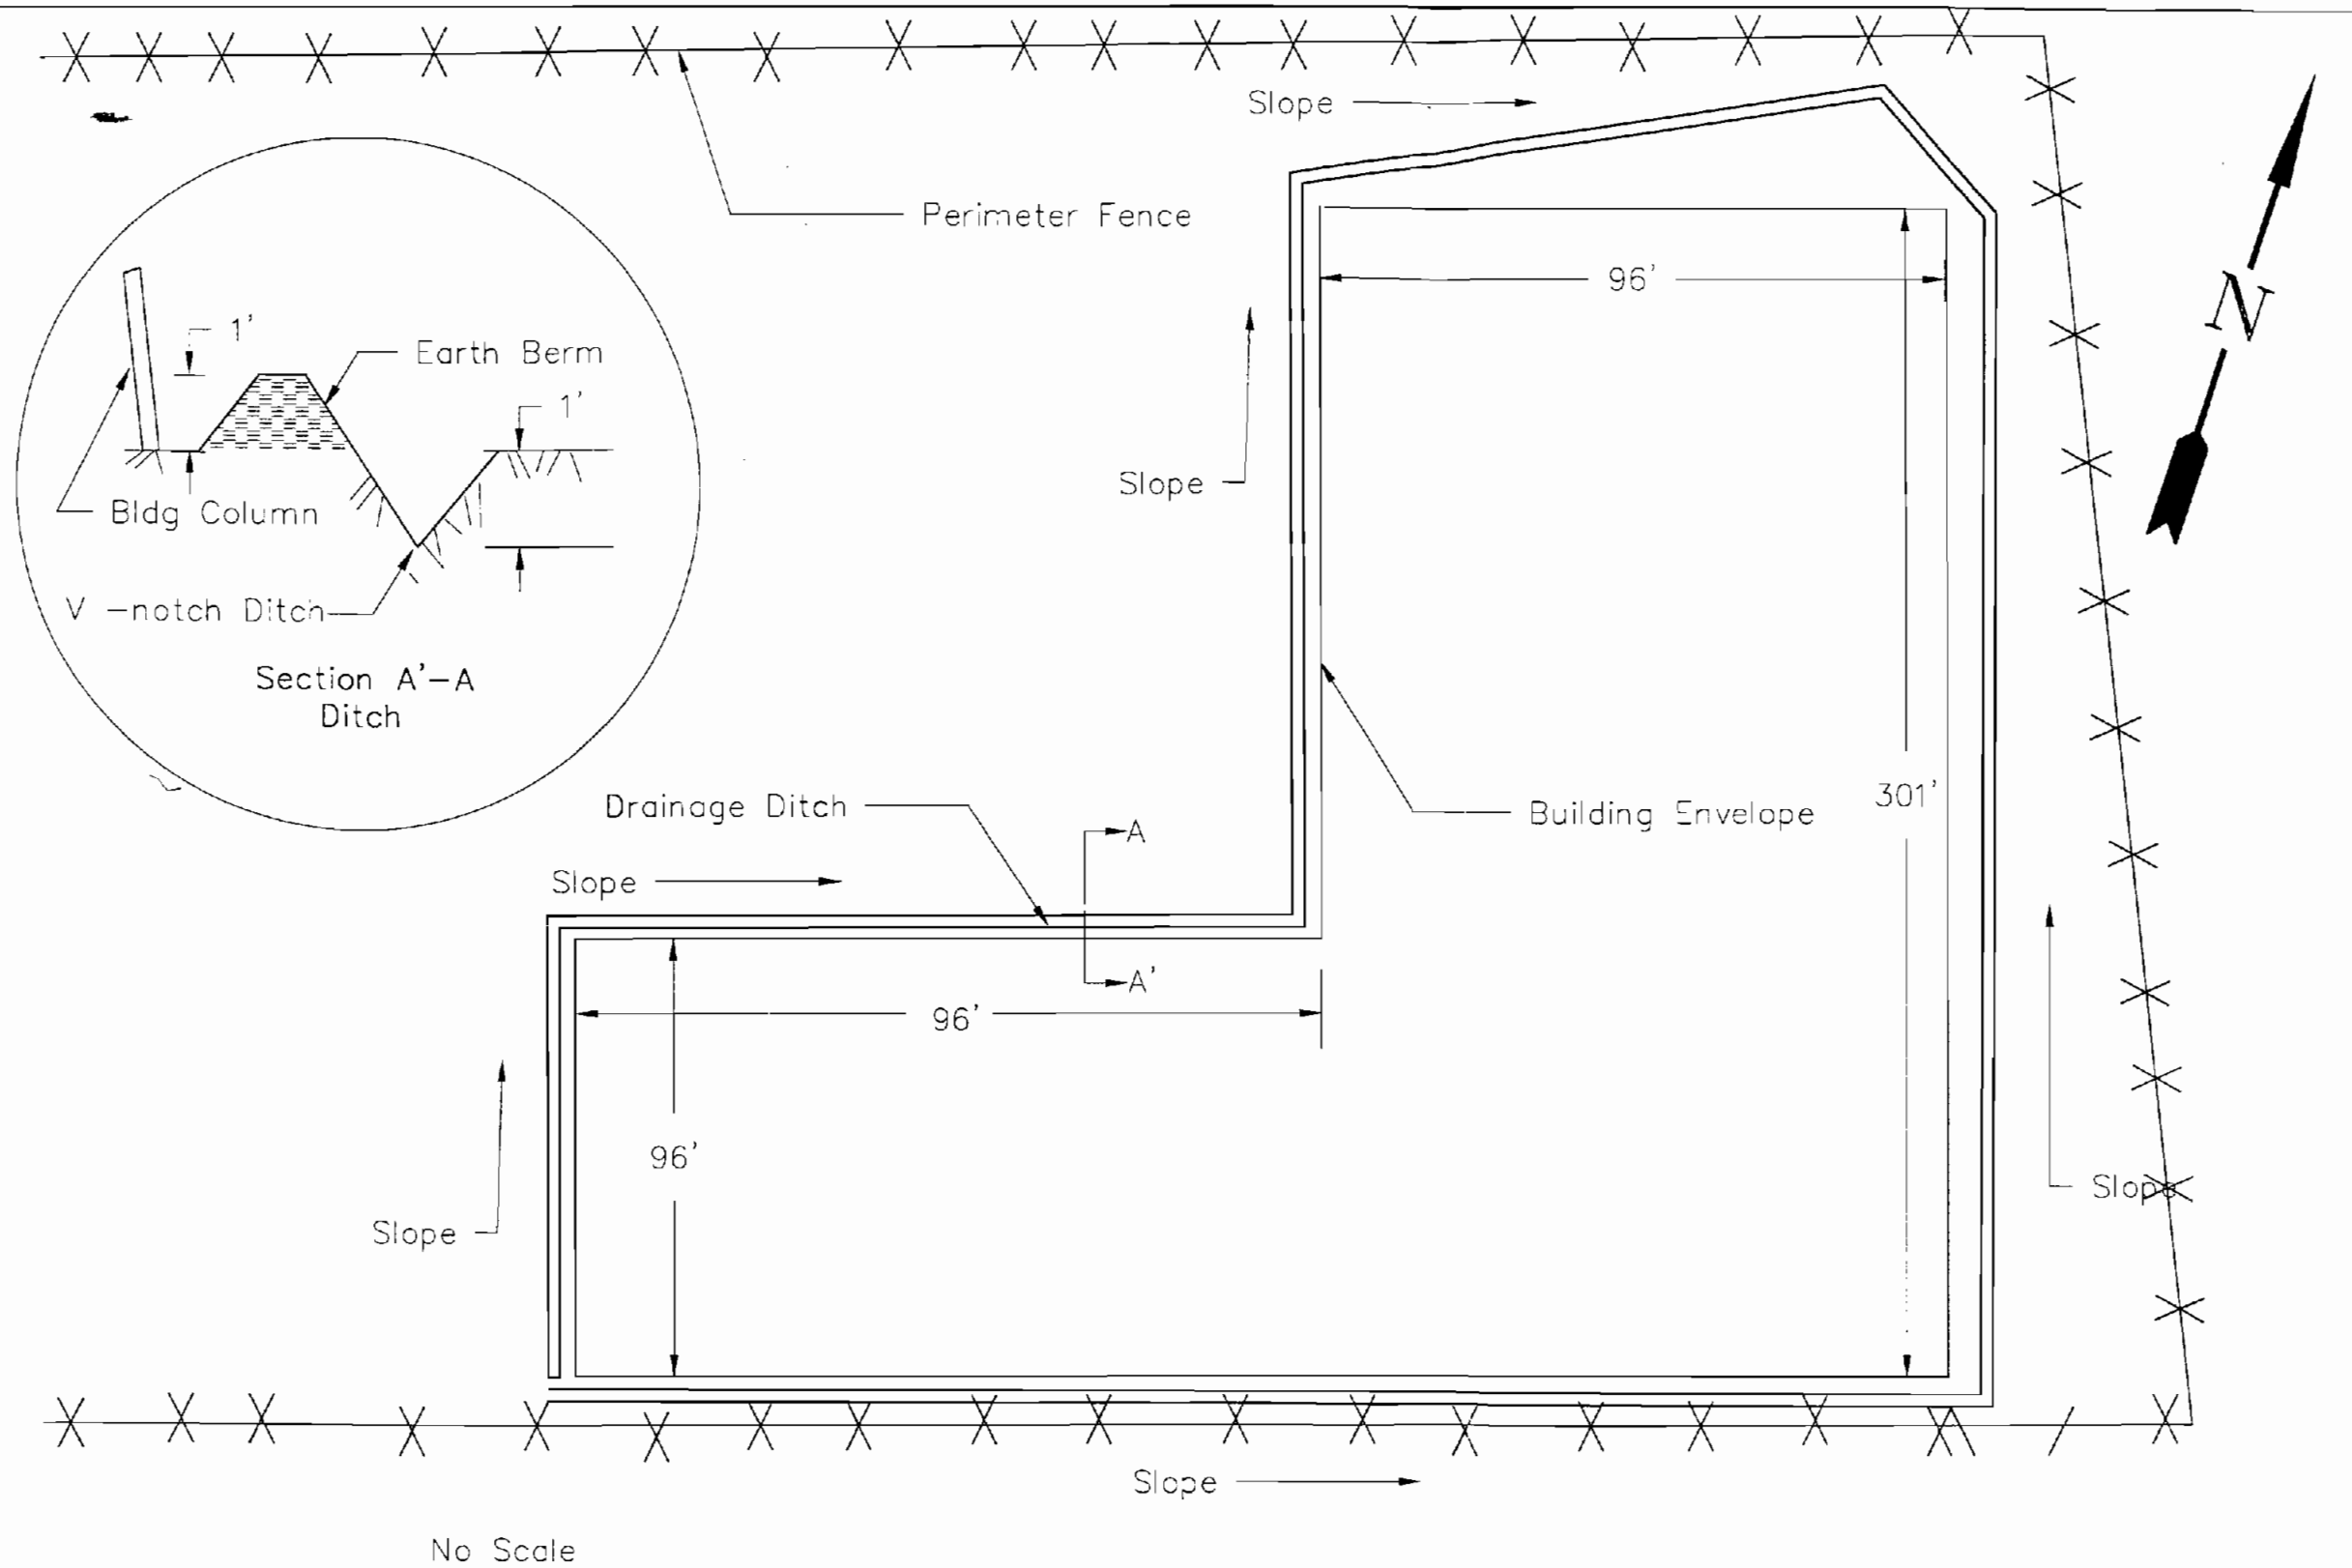 Slope
Perimeter Fence
96'
N
1'
Earth Berm
1'
Slope
Bldg Column
V -notch Ditch
Section A'-A
Ditch
Drainage Ditch
Building Envelope
301'
A
Slope
A'
96'
96'
Slope
Slope
Slope
No Scale